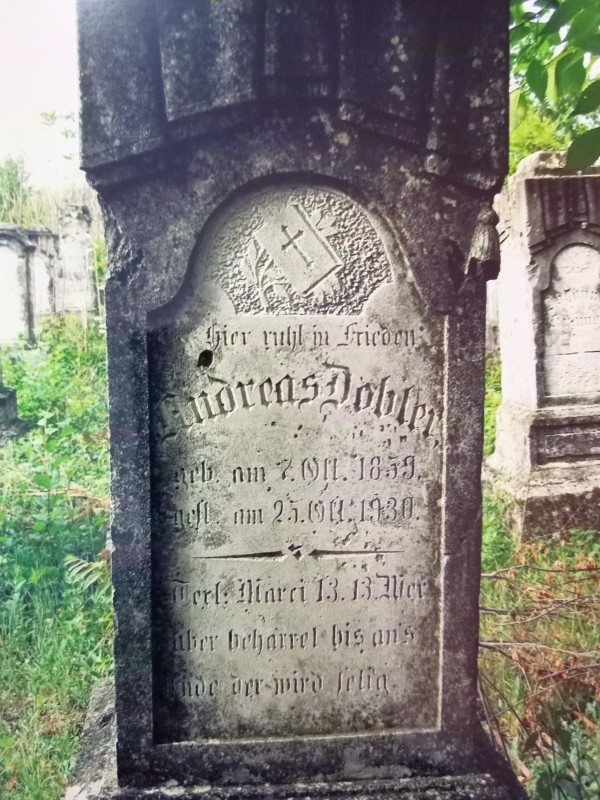 Hier ruht in Frieden
Andreas Dobler
geb. am 7. Okt. 1859.
gest. am 25. Okt. 1930.
Text: Marci 13. 13. Wer
aber beharret bis an's
Ende der wird selig.